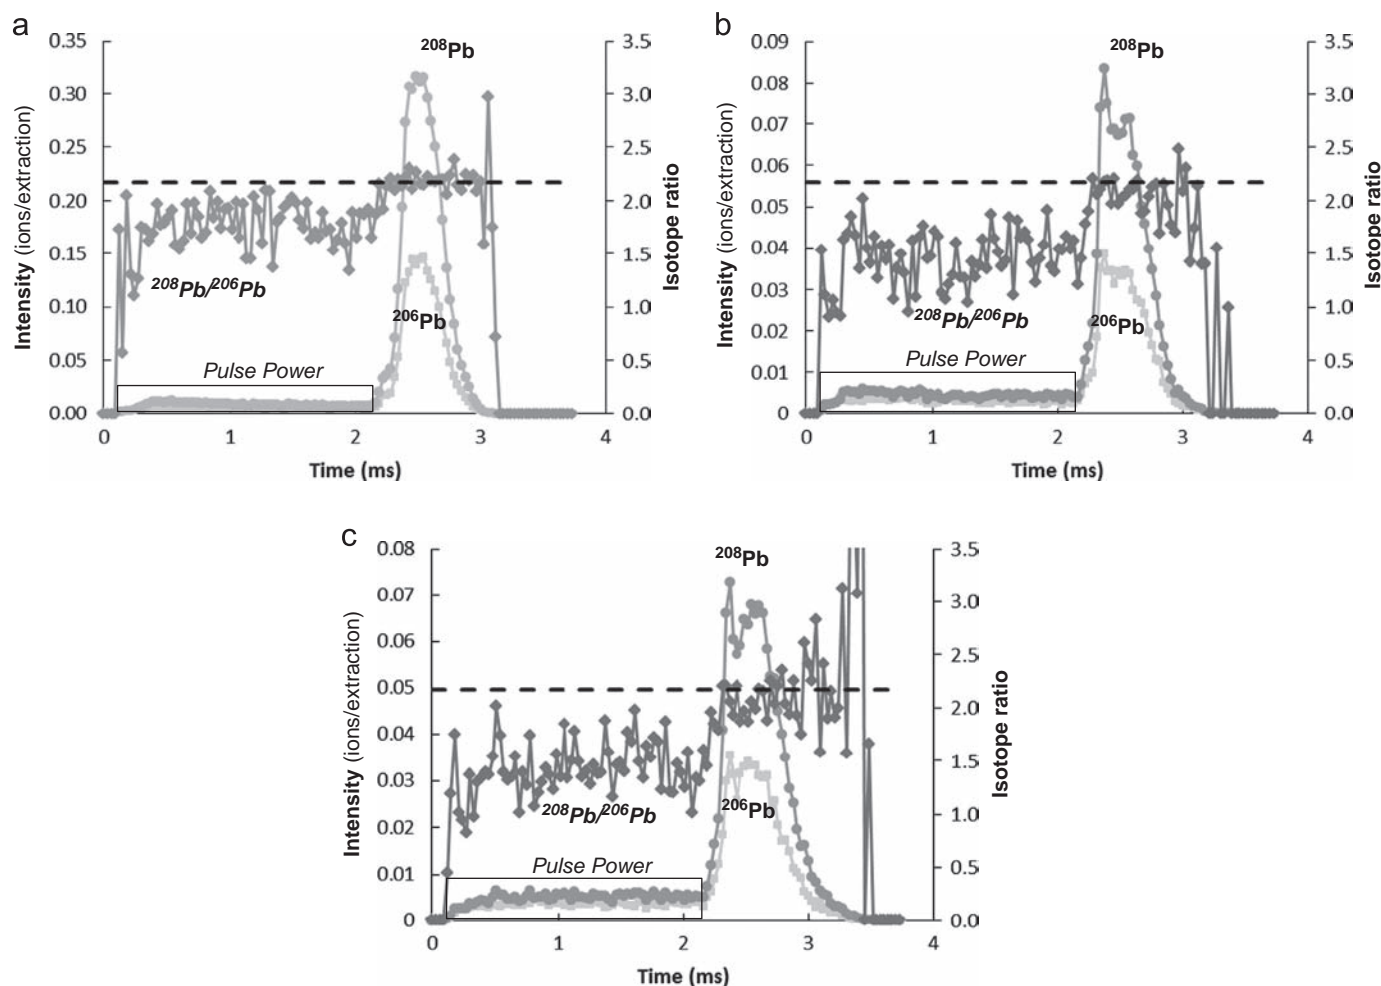 a
0.35
0.30
0.25
0.20
0.15
0.10
0.05
0.00
Intensity (ions/extraction)
3.5
3.0
2.5
2.0
1.5
1.0
0.5
0.0
Isotope ratio
208Pb
208Pb/206Pb
206Pb
Pulse Power
0 1 2 3 4
Time (ms)
b
0.09
0.08
0.07
0.06
0.05
0.04
0.03
0.02
0.01
0
Intensity (ions/extraction)
3.5
3.0
2.5
2.0
1.5
1.0
0.5
0.0
Isotope ratio
208Pb
208Pb/206Pb
206Pb
Pulse Power
0 1 2 3 4
Time (ms)
c
0.08
0.07
0.06
0.05
0.04
0.03
0.02
0.01
0
Intensity (ions/extraction)
3.5
3.0
2.5
2.0
1.5
1.0
0.5
0.0
Isotope ratio
208Pb
208Pb/206Pb
206Pb
Pulse Power
0 1 2 3 4
Time (ms)